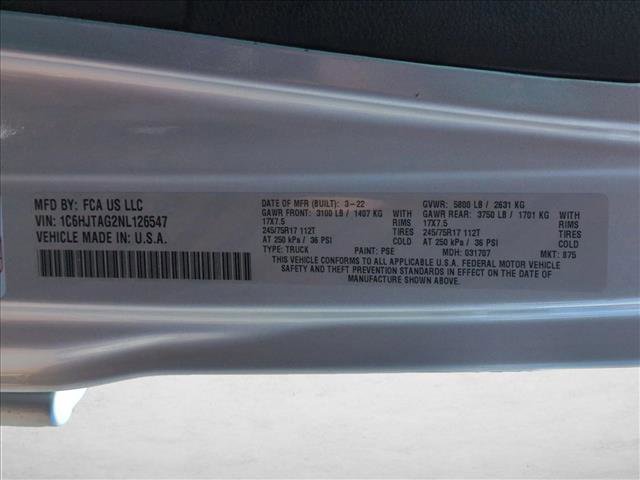 MFD BY: FCA US LLC
VIN: 1C6HJTAG2NL126547
VEHICLE MADE IN: U.S.A.
DATE OF MFR (BUILT): 3-22 GVWR: 5800 LB / 2631 KG
GAWR FRONT: 3100 LB / 1407 KG WITH GAWR REAR: 3750 LB / 1701 KG WITH
17X7.5 RIMS 17X7.5 RIMS
245/75R17 112T TIRES 245/75R17 112T TIRES
AT 250 kPa / 36 PSI COLD AT 250 kPa / 36 PSI COLD
TYPE: TRUCK PAINT: PSE MDH: 031707 MKT: 875
THIS VEHICLE CONFORMS TO ALL APPLICABLE U.S.A. FEDERAL MOTOR VEHICLE
SAFETY AND THEFT PREVENTION STANDARDS IN EFFECT ON THE DATE OF
MANUFACTURE SHOWN ABOVE.